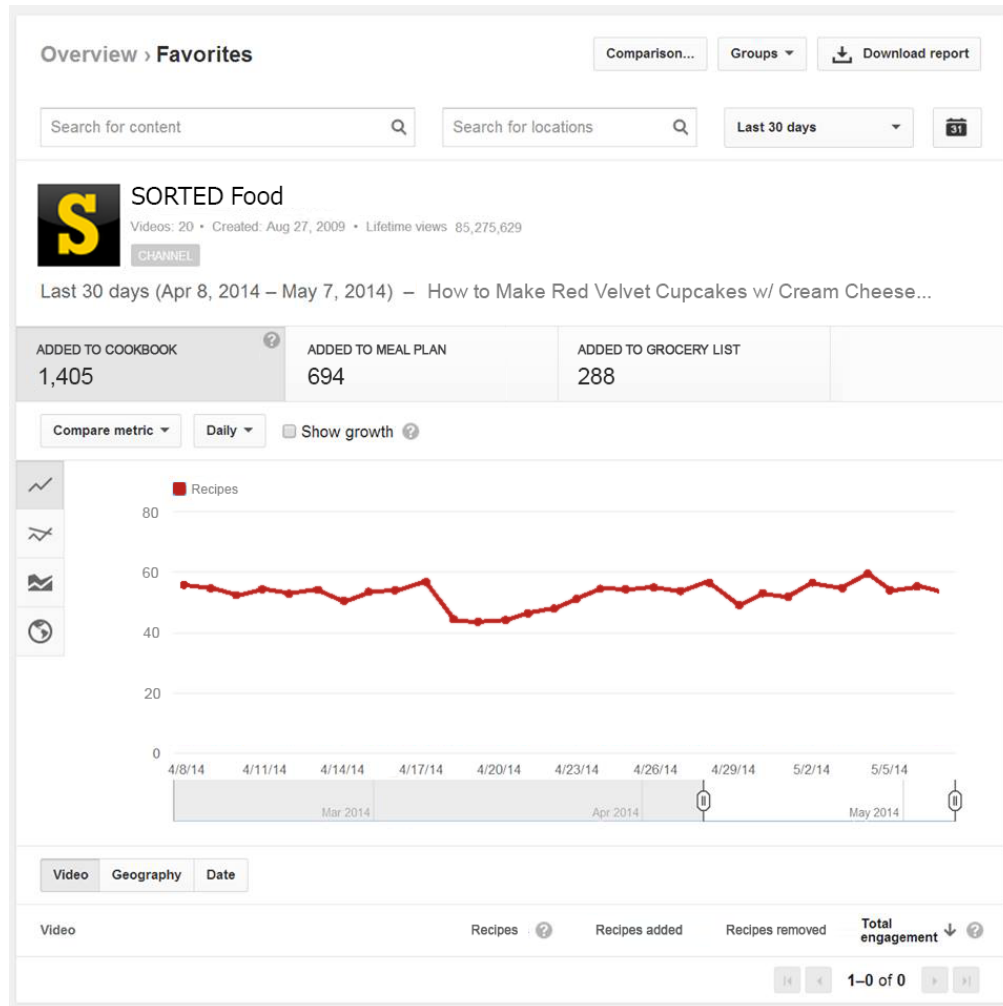 Overview › Favorites
Comparison...
Groups
Download report
Search for content
Search for locations
Last 30 days
31
S
SORTED Food
Videos: 20 • Created: Aug 27, 2009 • Lifetime views 85,275,629
CHANNEL
Last 30 days (Apr 8, 2014 – May 7, 2014) – How to Make Red Velvet Cupcakes w/ Cream Cheese...
ADDED TO COOKBOOK
?
1,405
ADDED TO MEAL PLAN
694
ADDED TO GROCERY LIST
288
Compare metric
Daily
Show growth ?
Recipes
80
60
40
20
0
4/8/14 4/11/14 4/14/14 4/17/14 4/20/14 4/23/14 4/26/14 4/29/14 5/2/14 5/5/14
Mar 2014 Apr 2014 May 2014
Video Geography Date
Video Recipes ? Recipes added Recipes removed Total engagement ?
1–0 of 0